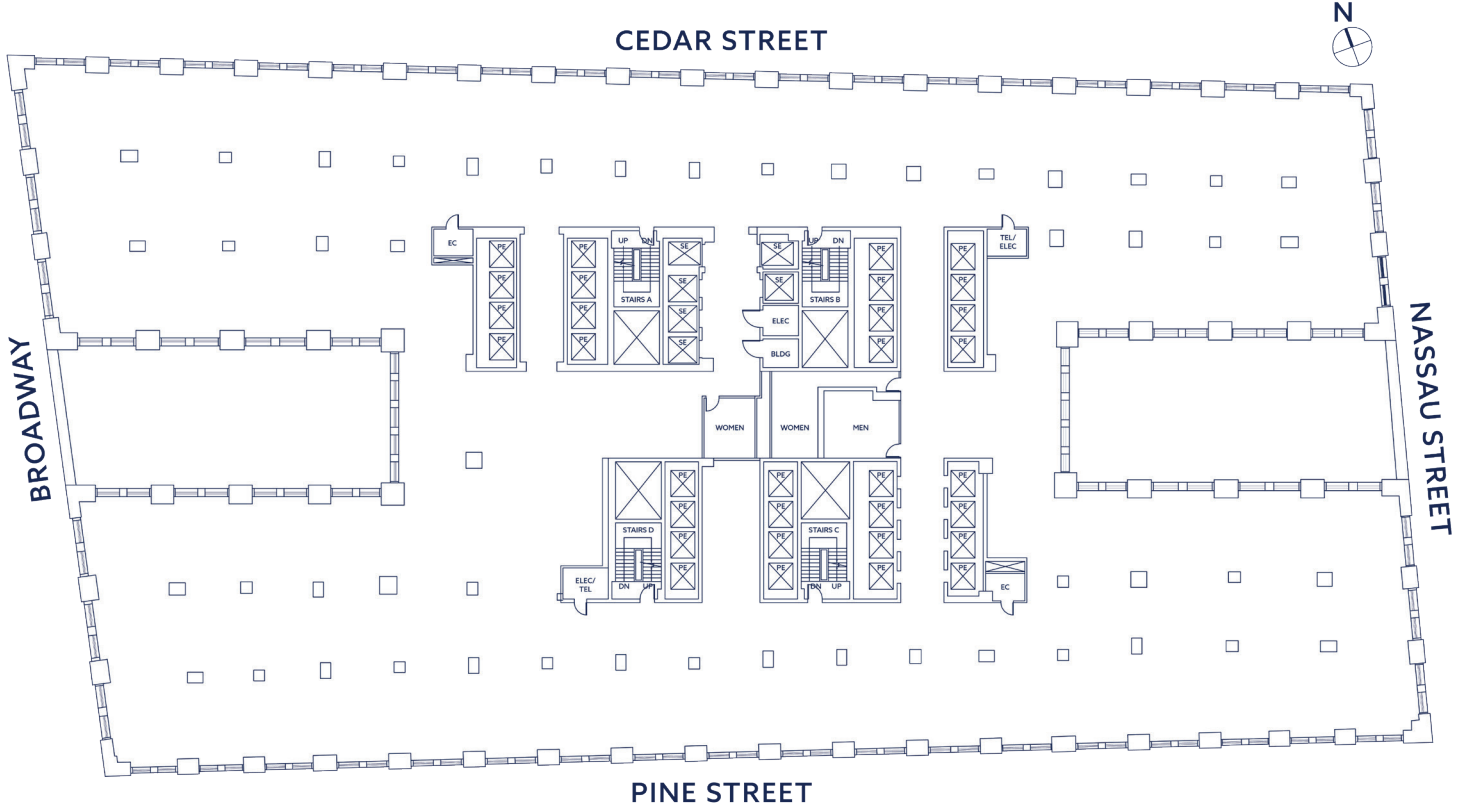 N
CEDAR STREET
EC
PE
PE
UP
DN
SE
SE
UP
DN
PE
PE
TEL/
ELEC
PE
PE
SE
STAIRS A
SE
STAIRS B
PE
PE
PE
PE
SE
ELEC
PE
PE
PE
PE
SE
BLDG
PE
PE
BROADWAY
NASSAU STREET
WOMEN
WOMEN
MEN
PE
PE
PE
PE
PE
PE
PE
PE
STAIRS D
STAIRS C
PE
PE
PE
PE
ELEC/
TEL
DN
UP
PE
PE
DN
UP
PE
PE
EC
PINE STREET